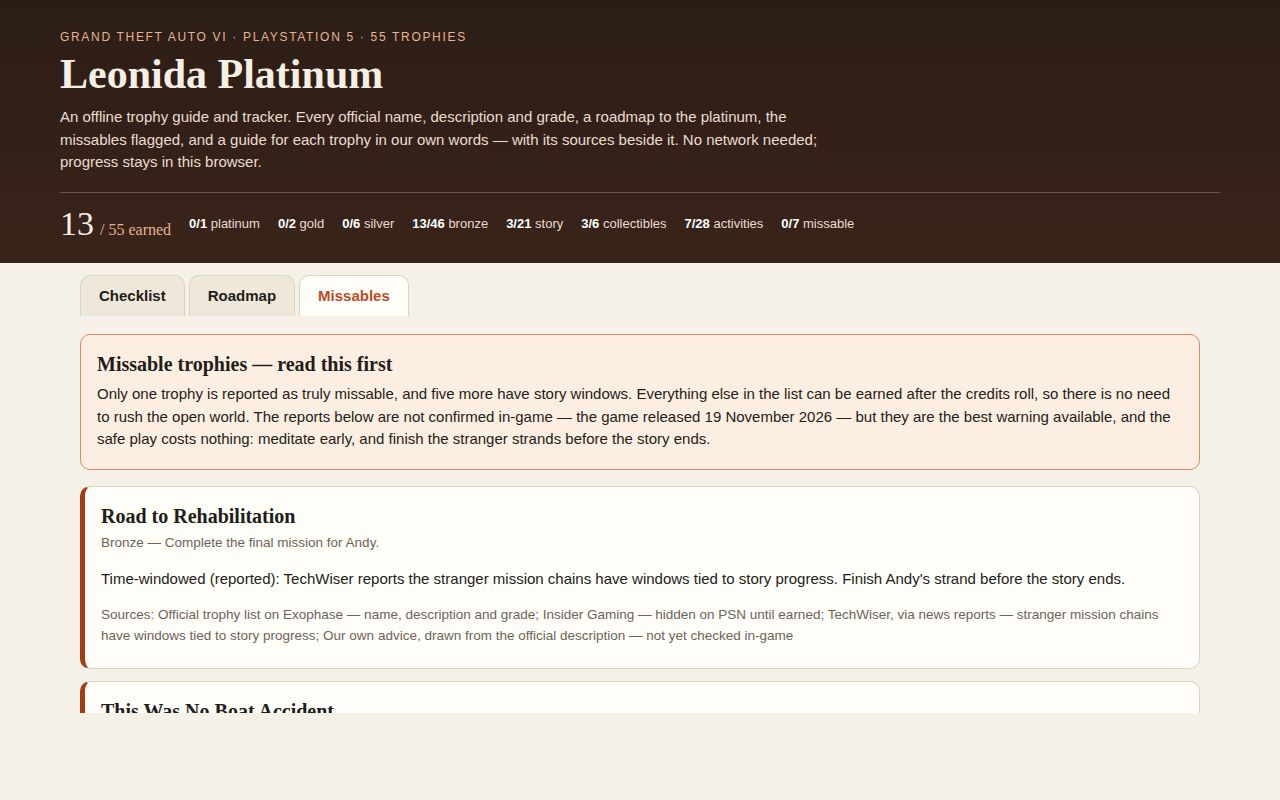 GRAND THEFT AUTO VI · PLAYSTATION 5 · 55 TROPHIES
Leonida Platinum
An offline trophy guide and tracker. Every official name, description and grade, a roadmap to the platinum, the
missables flagged, and a guide for each trophy in our own words — with its sources beside it. No network needed;
progress stays in this browser.
13 / 55 earned 0/1 platinum 0/2 gold 0/6 silver 13/46 bronze 3/21 story 3/6 collectibles 7/28 activities 0/7 missable
Checklist Roadmap Missables
Missable trophies — read this first
Only one trophy is reported as truly missable, and five more have story windows. Everything else in the list can be earned after the credits roll, so there is no need
to rush the open world. The reports below are not confirmed in-game — the game released 19 November 2026 — but they are the best warning available, and the
safe play costs nothing: meditate early, and finish the stranger strands before the story ends.
Road to Rehabilitation
Bronze — Complete the final mission for Andy.
Time-windowed (reported): TechWiser reports the stranger mission chains have windows tied to story progress. Finish Andy's strand before the story ends.
Sources: Official trophy list on Exophase — name, description and grade; Insider Gaming — hidden on PSN until earned; TechWiser, via news reports — stranger mission chains
have windows tied to story progress; Our own advice, drawn from the official description — not yet checked in-game
This Was No Boat Accident